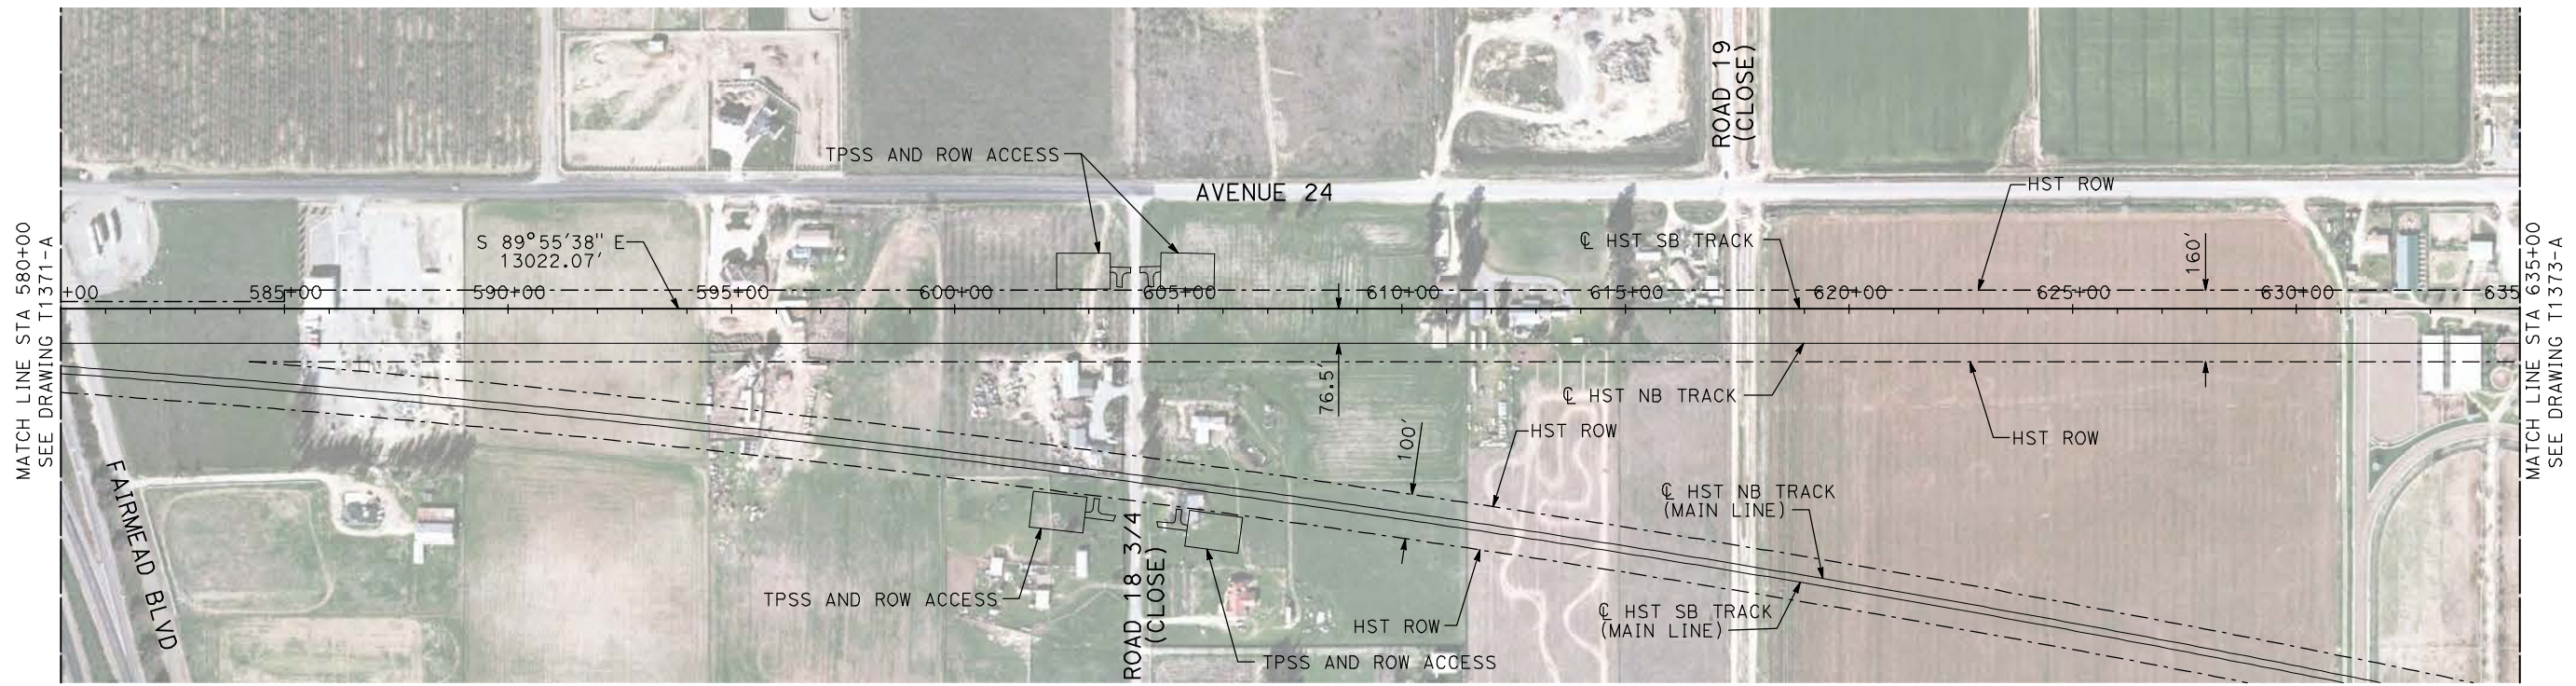 ROAD 19
(CLOSE)
TPSS AND ROW ACCESS
AVENUE 24
HST ROW
S 89°55'38" E
13022.07'
℄ HST SB TRACK
160'
MATCH LINE STA 580+00
SEE DRAWING T1371-A
+00
585+00
590+00
595+00
600+00
605+00
610+00
615+00
620+00
625+00
630+00
635
MATCH LINE STA 635+00
SEE DRAWING T1373-A
76.5'
℄ HST NB TRACK
100'
HST ROW
HST ROW
℄ HST NB TRACK
(MAIN LINE)
FAIRMEAD BLVD
TPSS AND ROW ACCESS
ROAD 18 3/4
(CLOSE)
HST ROW
℄ HST SB TRACK
(MAIN LINE)
TPSS AND ROW ACCESS